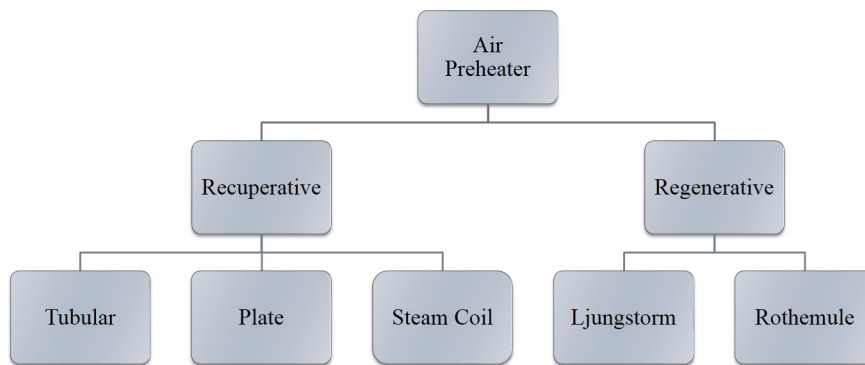 Air
Preheater
Recuperative
Regenerative
Tubular
Plate
Steam Coil
Ljungstorm
Rothemule